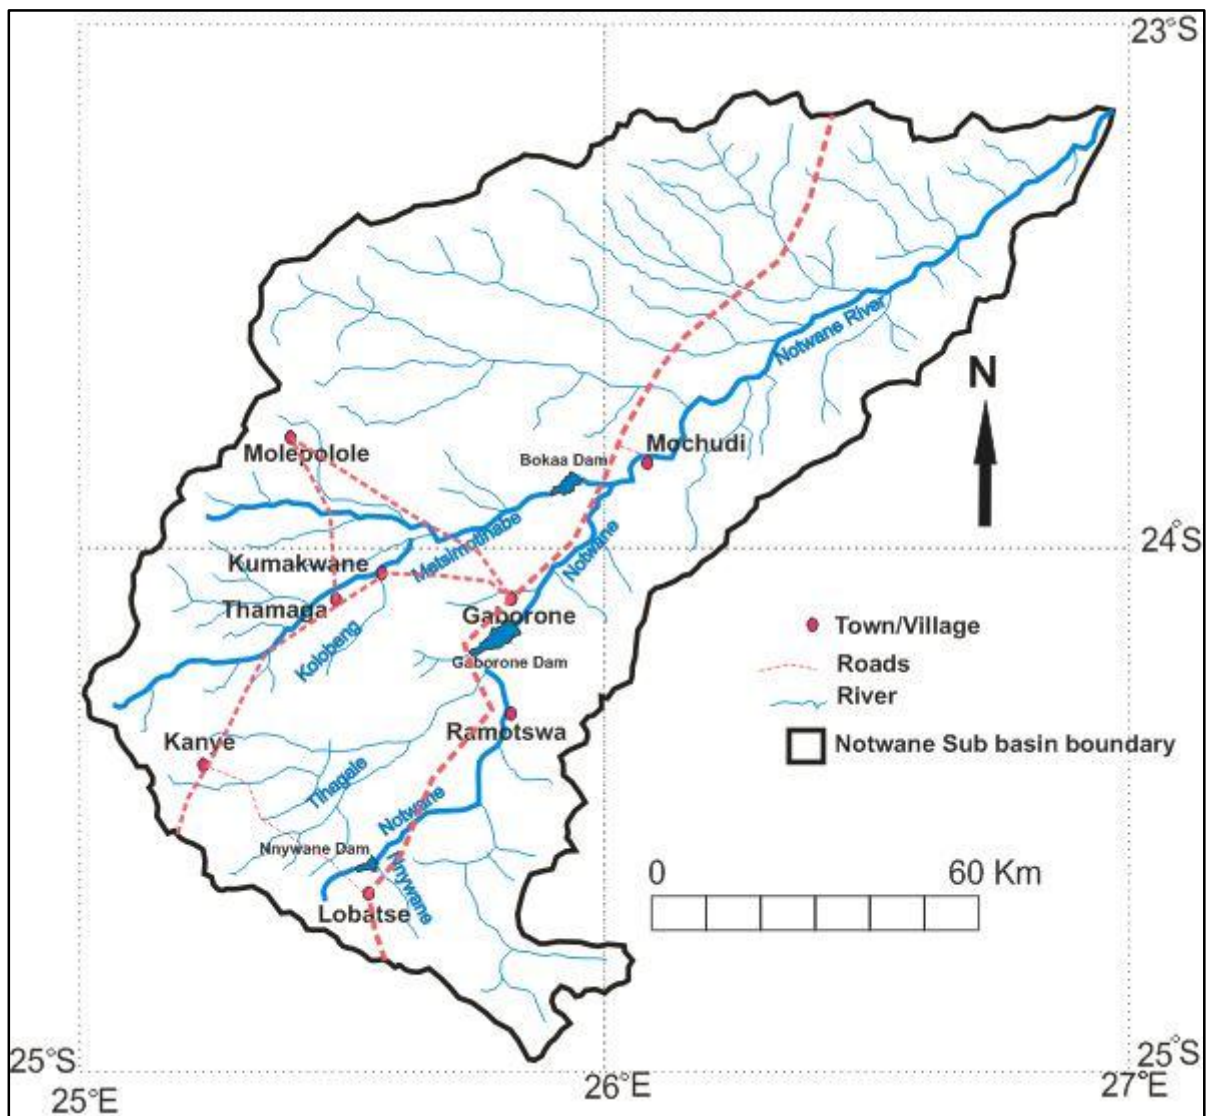 23°S
Notwane River
N
Mochudi
Molepolole
Bokaa Dam
Metsimotlhabe
Notwane
24°S
Kumakwane
Thamaga
Gaborone
Town/Village
Kolobeng
Gaborone Dam
Roads
River
Kanye
Ramotswa
Notwane Sub basin boundary
Tlhagale
Notwane
Nnywane Dam
Nnywane
0
60 Km
Lobatse
25°S
25°S
25°E
26°E
27°E